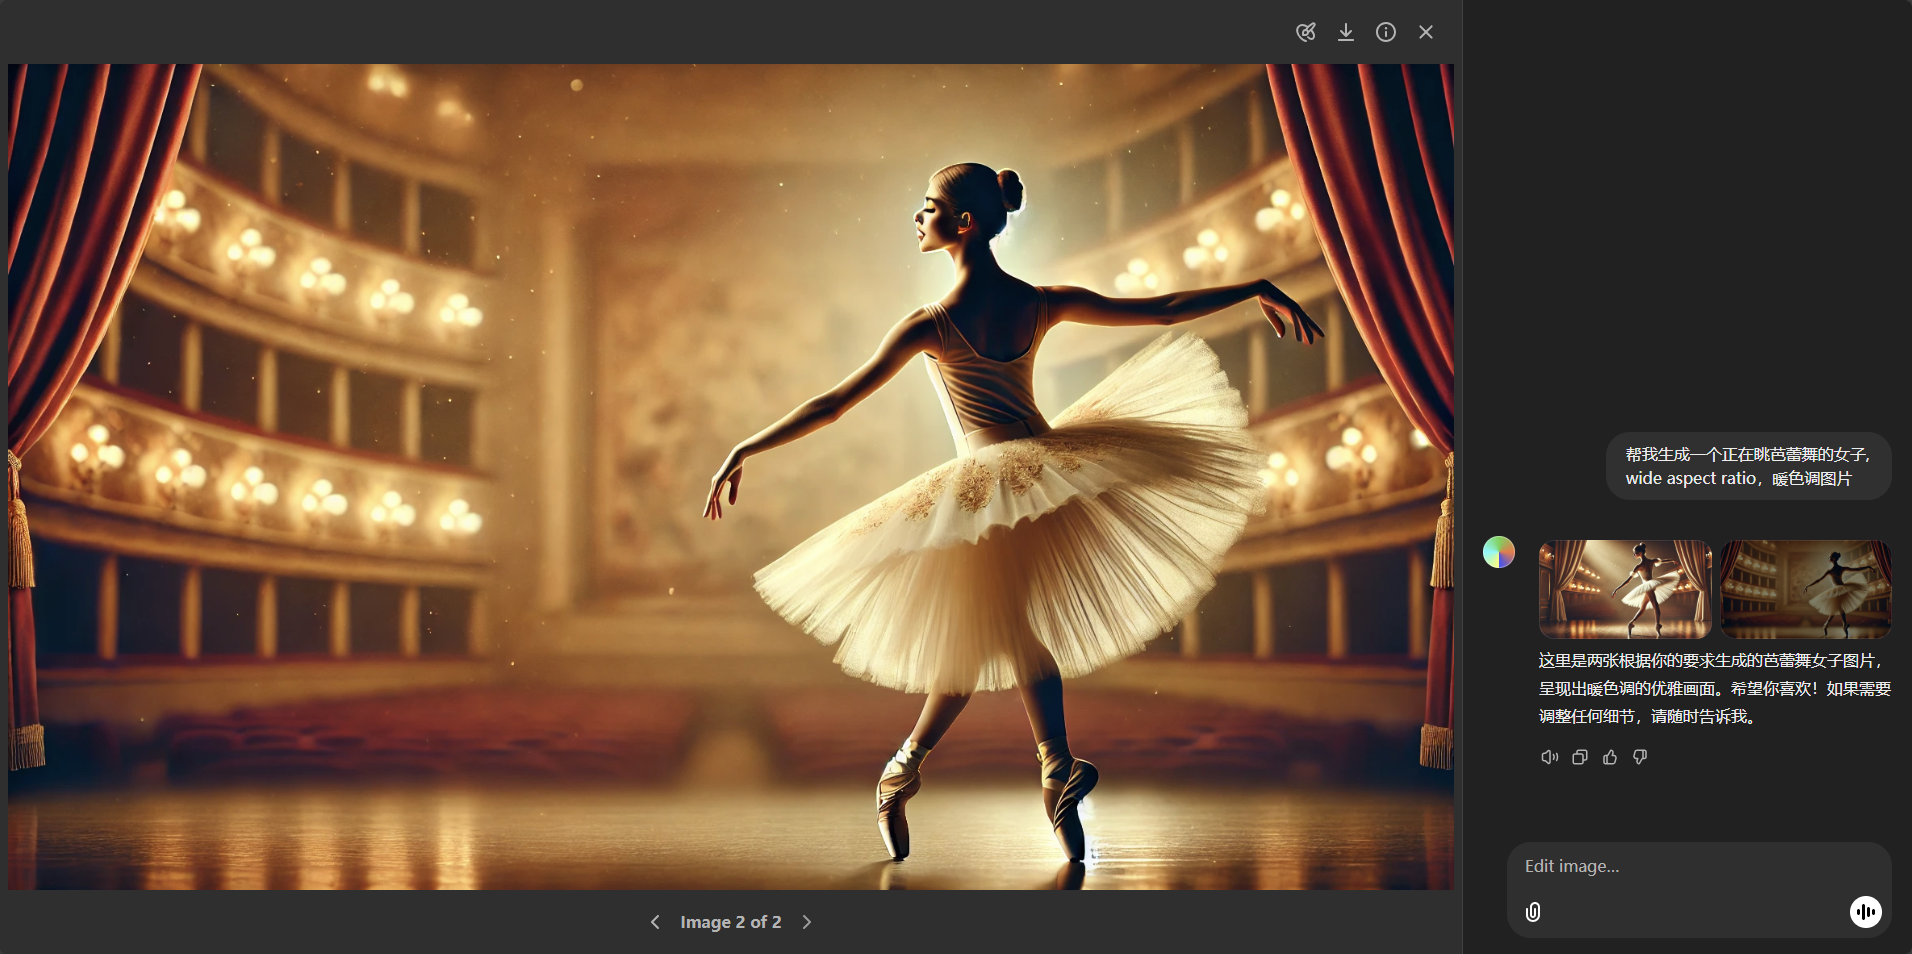 帮我生成一个正在眺芭蕾舞的女子,
wide aspect ratio，暖色调图片
这里是两张根据你的要求生成的芭蕾舞女子图片，
呈现出暖色调的优雅画面。希望你喜欢！如果需要
调整任何细节，请随时告诉我。
Edit image...
Image 2 of 2